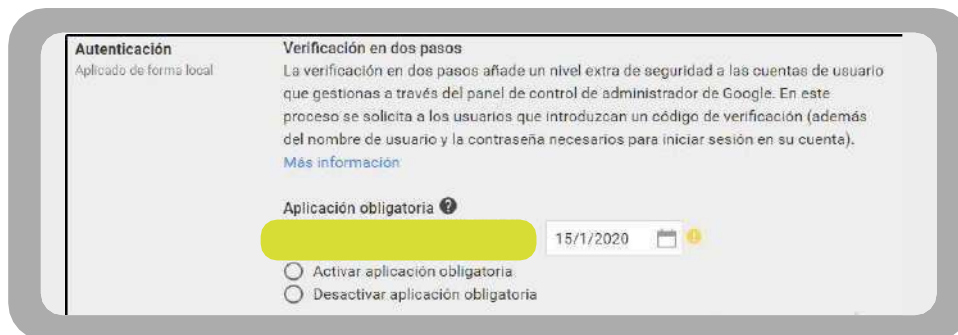 Autenticación
Aplicado de forma local
Verificación en dos pasos
La verificación en dos pasos añade un nivel extra de seguridad a las cuentas de usuario
que gestionas a través del panel de control de administrador de Google. En este
proceso se solicita a los usuarios que introduzcan un código de verificación (además
del nombre de usuario y la contraseña necesarios para iniciar sesión en su cuenta).
Más información
Aplicación obligatoria ?
15/1/2020 !
Activar aplicación obligatoria
Desactivar aplicación obligatoria